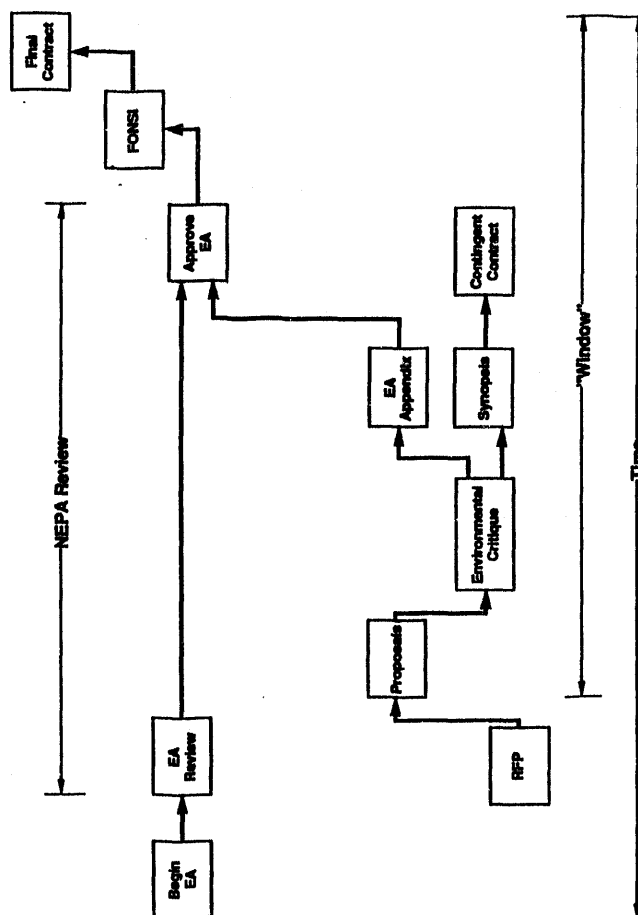 NEPA Review
Begin
EA
EA
Review
Approve
EA
FONSI
Final
Contract
RFP
Proposals
Environmental
Critique
EA
Appendix
Synopsis
Contingent
Contract
"Window"
Time